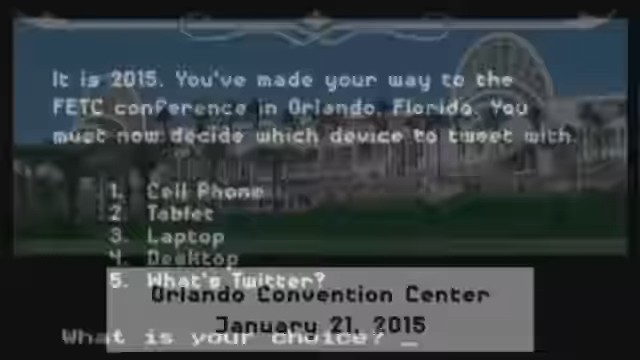 It is 2015. You've made your way to the
FETC conference in Orlando, Florida. You
must now decide which device to tweet with.
1. Cell Phone
2. Tablet
3. Laptop
4. Desktop
5. What's Twitter?
Orlando Convention Center
January 21, 2015
What is your choice? _